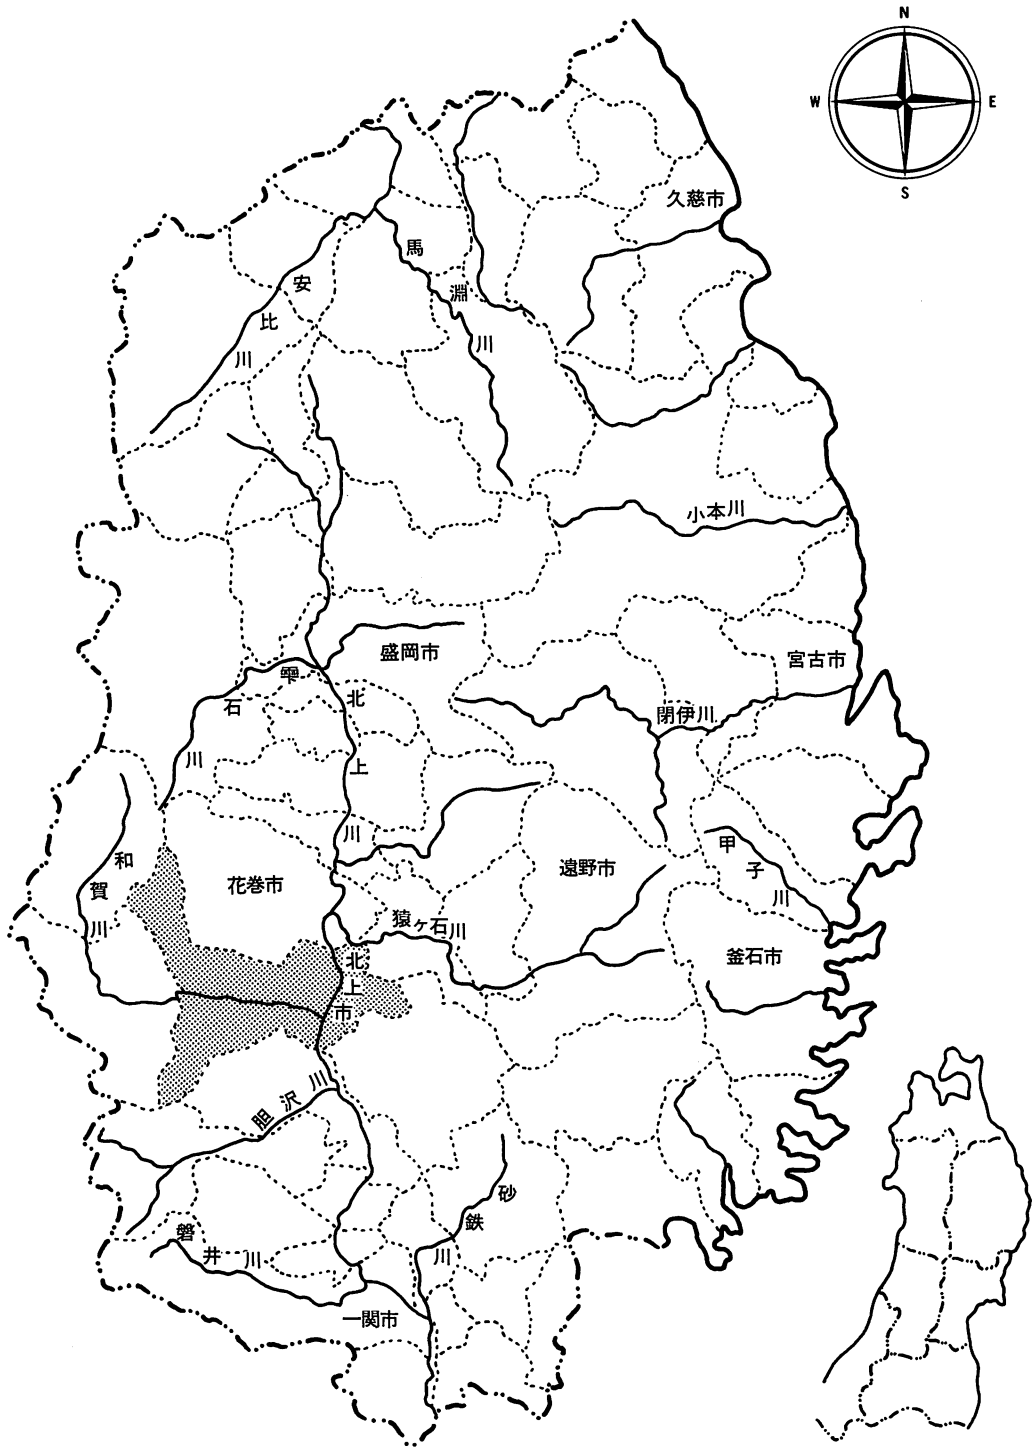 N
W
E
S
久慈市
馬淵川
安比川
小本川
盛岡市
宮古市
雫石川
北上川
閉伊川
和賀川
花巻市
遠野市
甲子川
猿ヶ石川
釜石市
北上市
胆沢川
砂鉄川
磐井川
一関市